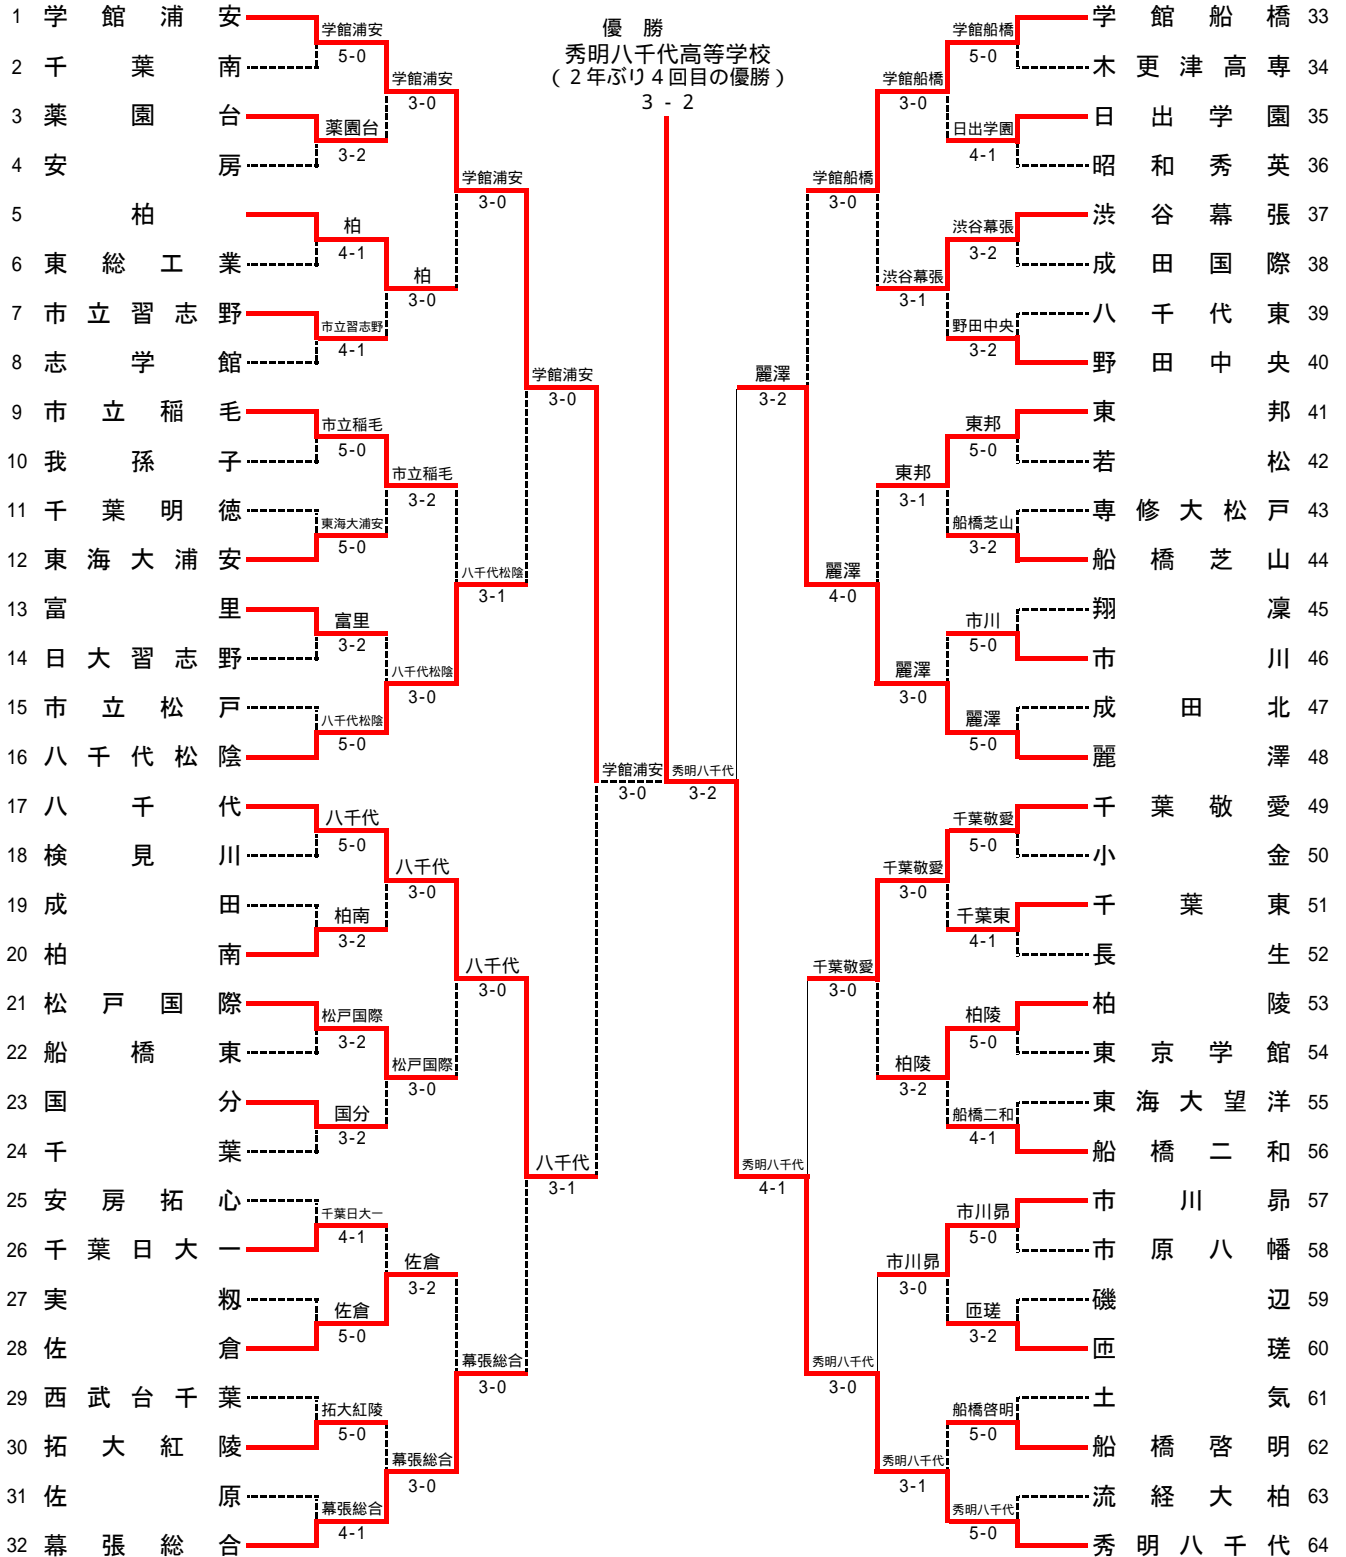 優 勝
秀明八千代高等学校
(２年ぶり４回目の優勝)
3 - 2
1 学館浦安
2 千葉南
3 薬園台
4 安房
5 柏
6 東総工業
7 市立習志野
8 志学館
9 市立稲毛
10 我孫子
11 千葉明徳
12 東海大浦安
13 富里
14 日大習志野
15 市立松戸
16 八千代松陰
17 八千代
18 検見川
19 成田
20 柏南
21 松戸国際
22 船橋東
23 国分
24 千葉
25 安房拓心
26 千葉日大一
27 実籾
28 佐倉
29 西武台千葉
30 拓大紅陵
31 佐原
32 幕張総合
学館浦安
5-0
薬園台
3-2
柏
4-1
市立習志野
4-1
市立稲毛
5-0
東海大浦安
5-0
富里
3-2
八千代松陰
5-0
八千代
5-0
柏南
3-2
松戸国際
3-2
国分
3-2
千葉日大一
4-1
佐倉
5-0
拓大紅陵
5-0
幕張総合
4-1
学館浦安
3-0
柏
3-0
市立稲毛
3-2
八千代松陰
3-0
八千代
3-0
松戸国際
3-0
佐倉
3-2
幕張総合
3-0
学館浦安
3-0
八千代松陰
3-1
八千代
3-0
幕張総合
3-0
学館浦安
3-0
八千代
3-1
学館浦安
3-0
秀明八千代
3-2
麗澤
3-2
秀明八千代
4-1
学館船橋
3-0
麗澤
4-0
千葉敬愛
3-0
秀明八千代
3-0
学館船橋
3-0
渋谷幕張
3-1
東邦
3-1
麗澤
3-0
千葉敬愛
3-0
柏陵
3-2
市川昴
3-0
秀明八千代
3-1
学館船橋
5-0
日出学園
4-1
渋谷幕張
3-2
野田中央
3-2
東邦
5-0
船橋芝山
3-2
市川
5-0
麗澤
5-0
千葉敬愛
5-0
千葉東
4-1
柏陵
5-0
船橋二和
4-1
市川昴
5-0
匝瑳
3-2
船橋啓明
5-0
秀明八千代
5-0
学館船橋 33
木更津高専 34
日出学園 35
昭和秀英 36
渋谷幕張 37
成田国際 38
八千代東 39
野田中央 40
東邦 41
若松 42
専修大松戸 43
船橋芝山 44
翔凜 45
市川 46
成田北 47
麗澤 48
千葉敬愛 49
小金 50
千葉東 51
長生 52
柏陵 53
東京学館 54
東海大望洋 55
船橋二和 56
市川昴 57
市原八幡 58
磯辺 59
匝瑳 60
土気 61
船橋啓明 62
流経大柏 63
秀明八千代 64